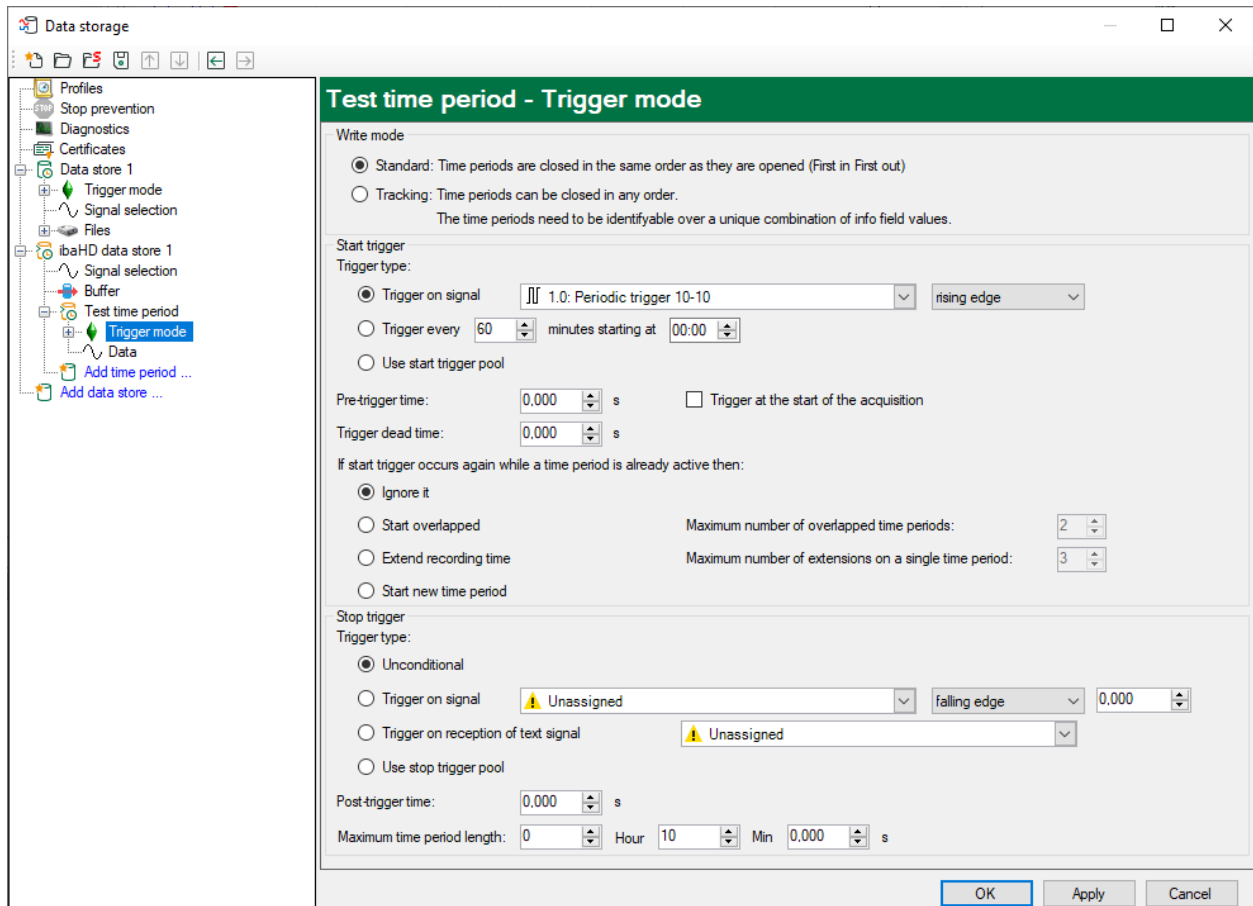 Data storage
Profiles
STOP Stop prevention
Diagnostics
Certificates
Data store 1
Trigger mode
Signal selection
Files
ibaHD data store 1
Signal selection
Buffer
Test time period
Trigger mode
Data
Add time period ...
Add data store ...
Test time period - Trigger mode
Write mode
Standard: Time periods are closed in the same order as they are opened (First in First out)
Tracking: Time periods can be closed in any order.
The time periods need to be identifyable over a unique combination of info field values.
Start trigger
Trigger type:
Trigger on signal 1.0: Periodic trigger 10-10 rising edge
Trigger every 60 minutes starting at 00:00
Use start trigger pool
Pre-trigger time: 0,000 s Trigger at the start of the acquisition
Trigger dead time: 0,000 s
If start trigger occurs again while a time period is already active then:
Ignore it
Start overlapped Maximum number of overlapped time periods: 2
Extend recording time Maximum number of extensions on a single time period: 3
Start new time period
Stop trigger
Trigger type:
Unconditional
Trigger on signal Unassigned falling edge 0,000
Trigger on reception of text signal Unassigned
Use stop trigger pool
Post-trigger time: 0,000 s
Maximum time period length: 0 Hour 10 Min 0,000 s
OK Apply Cancel